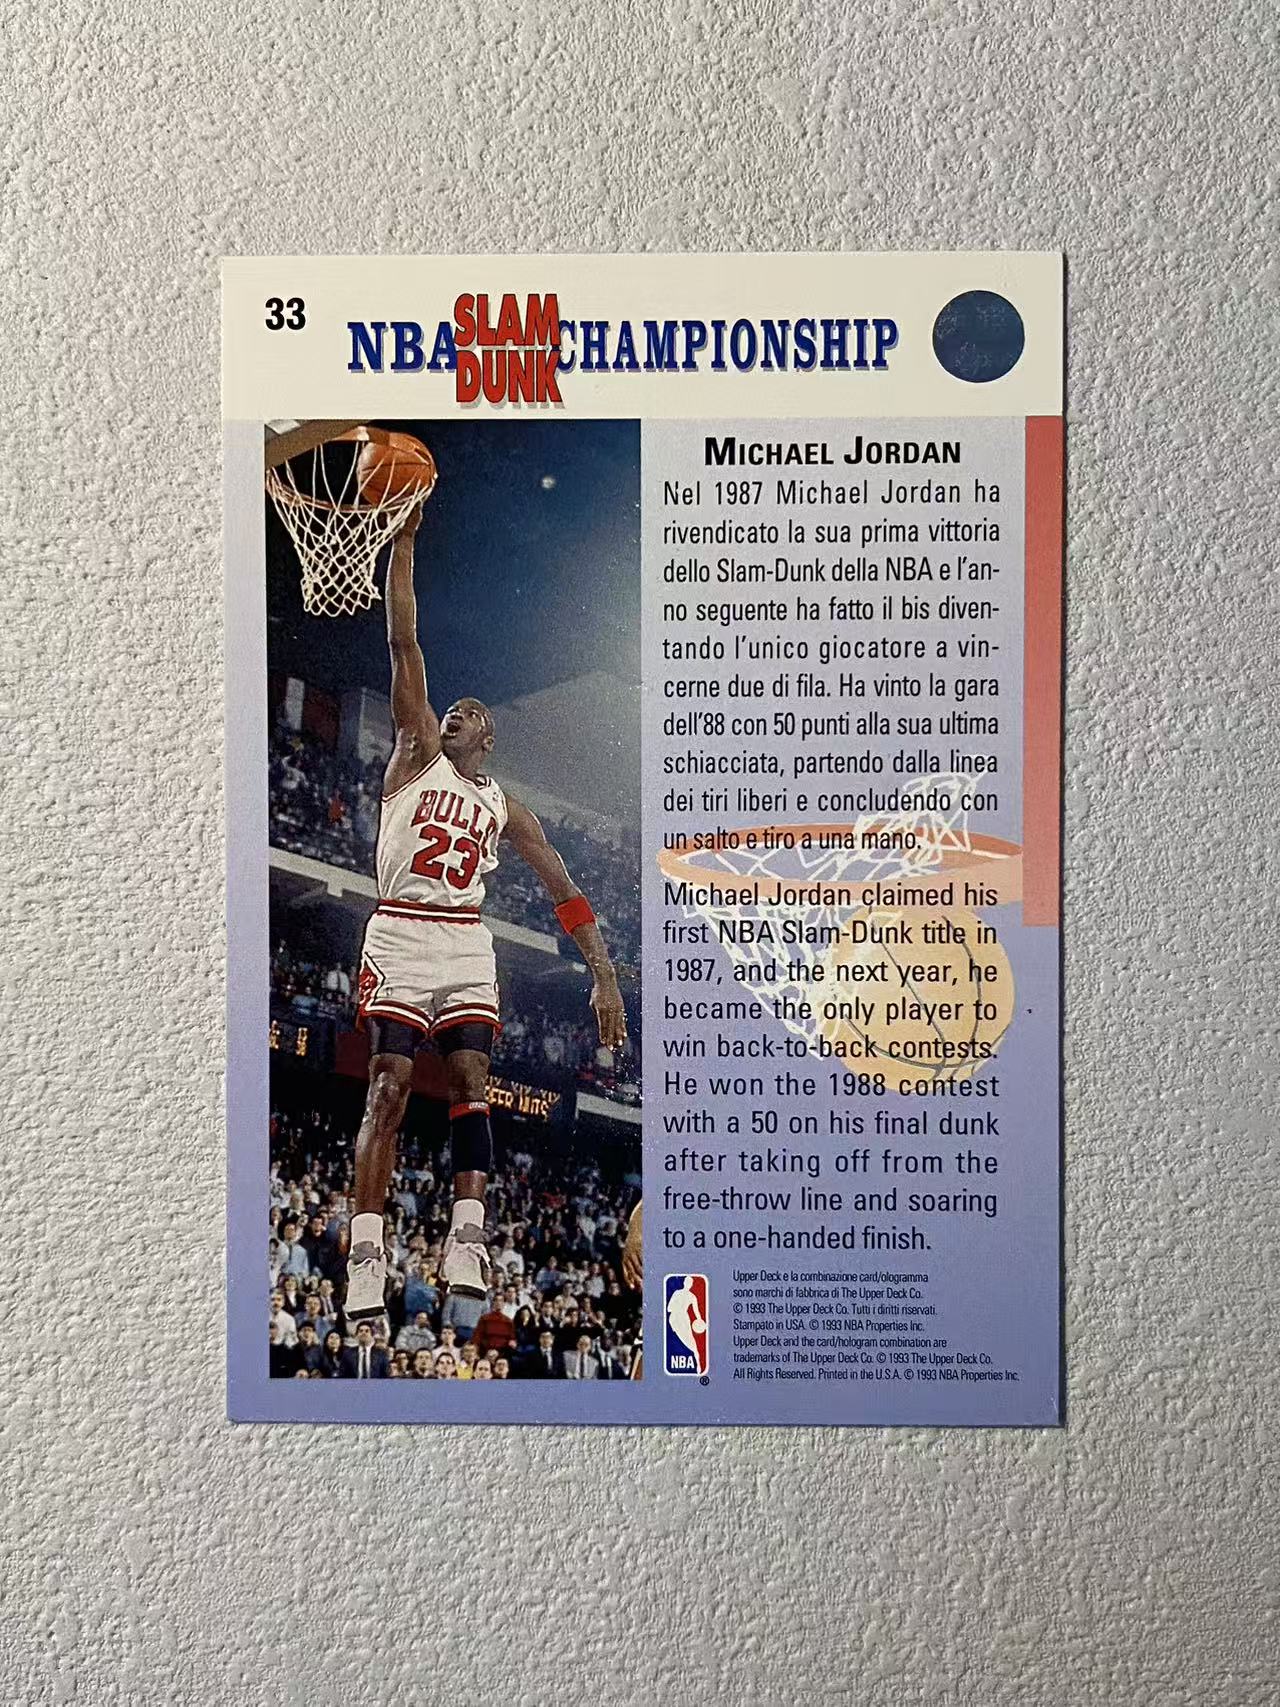 33
NBA SLAM DUNK CHAMPIONSHIP
BULLS
23
MICHAEL JORDAN
Nel 1987 Michael Jordan ha
rivendicato la sua prima vittoria
dello Slam-Dunk della NBA e l'an-
no seguente ha fatto il bis diven-
tando l'unico giocatore a vin-
cerne due di fila. Ha vinto la gara
dell'88 con 50 punti alla sua ultima
schiacciata, partendo dalla linea
dei tiri liberi e concludendo con
un salto e tiro a una mano.
Michael Jordan claimed his
first NBA Slam-Dunk title in
1987, and the next year, he
became the only player to
win back-to-back contests.
He won the 1988 contest
with a 50 on his final dunk
after taking off from the
free-throw line and soaring
to a one-handed finish.
NBA
®
Upper Deck e la combinazione card/ologramma
sono marchi di fabbrica di The Upper Deck Co.
© 1993 The Upper Deck Co. Tutti i diritti riservati.
Stampato in USA. © 1993 NBA Properties Inc.
Upper Deck and the card/hologram combination are
trademarks of The Upper Deck Co. © 1993 The Upper Deck Co.
All Rights Reserved. Printed in the U.S.A. © 1993 NBA Properties Inc.